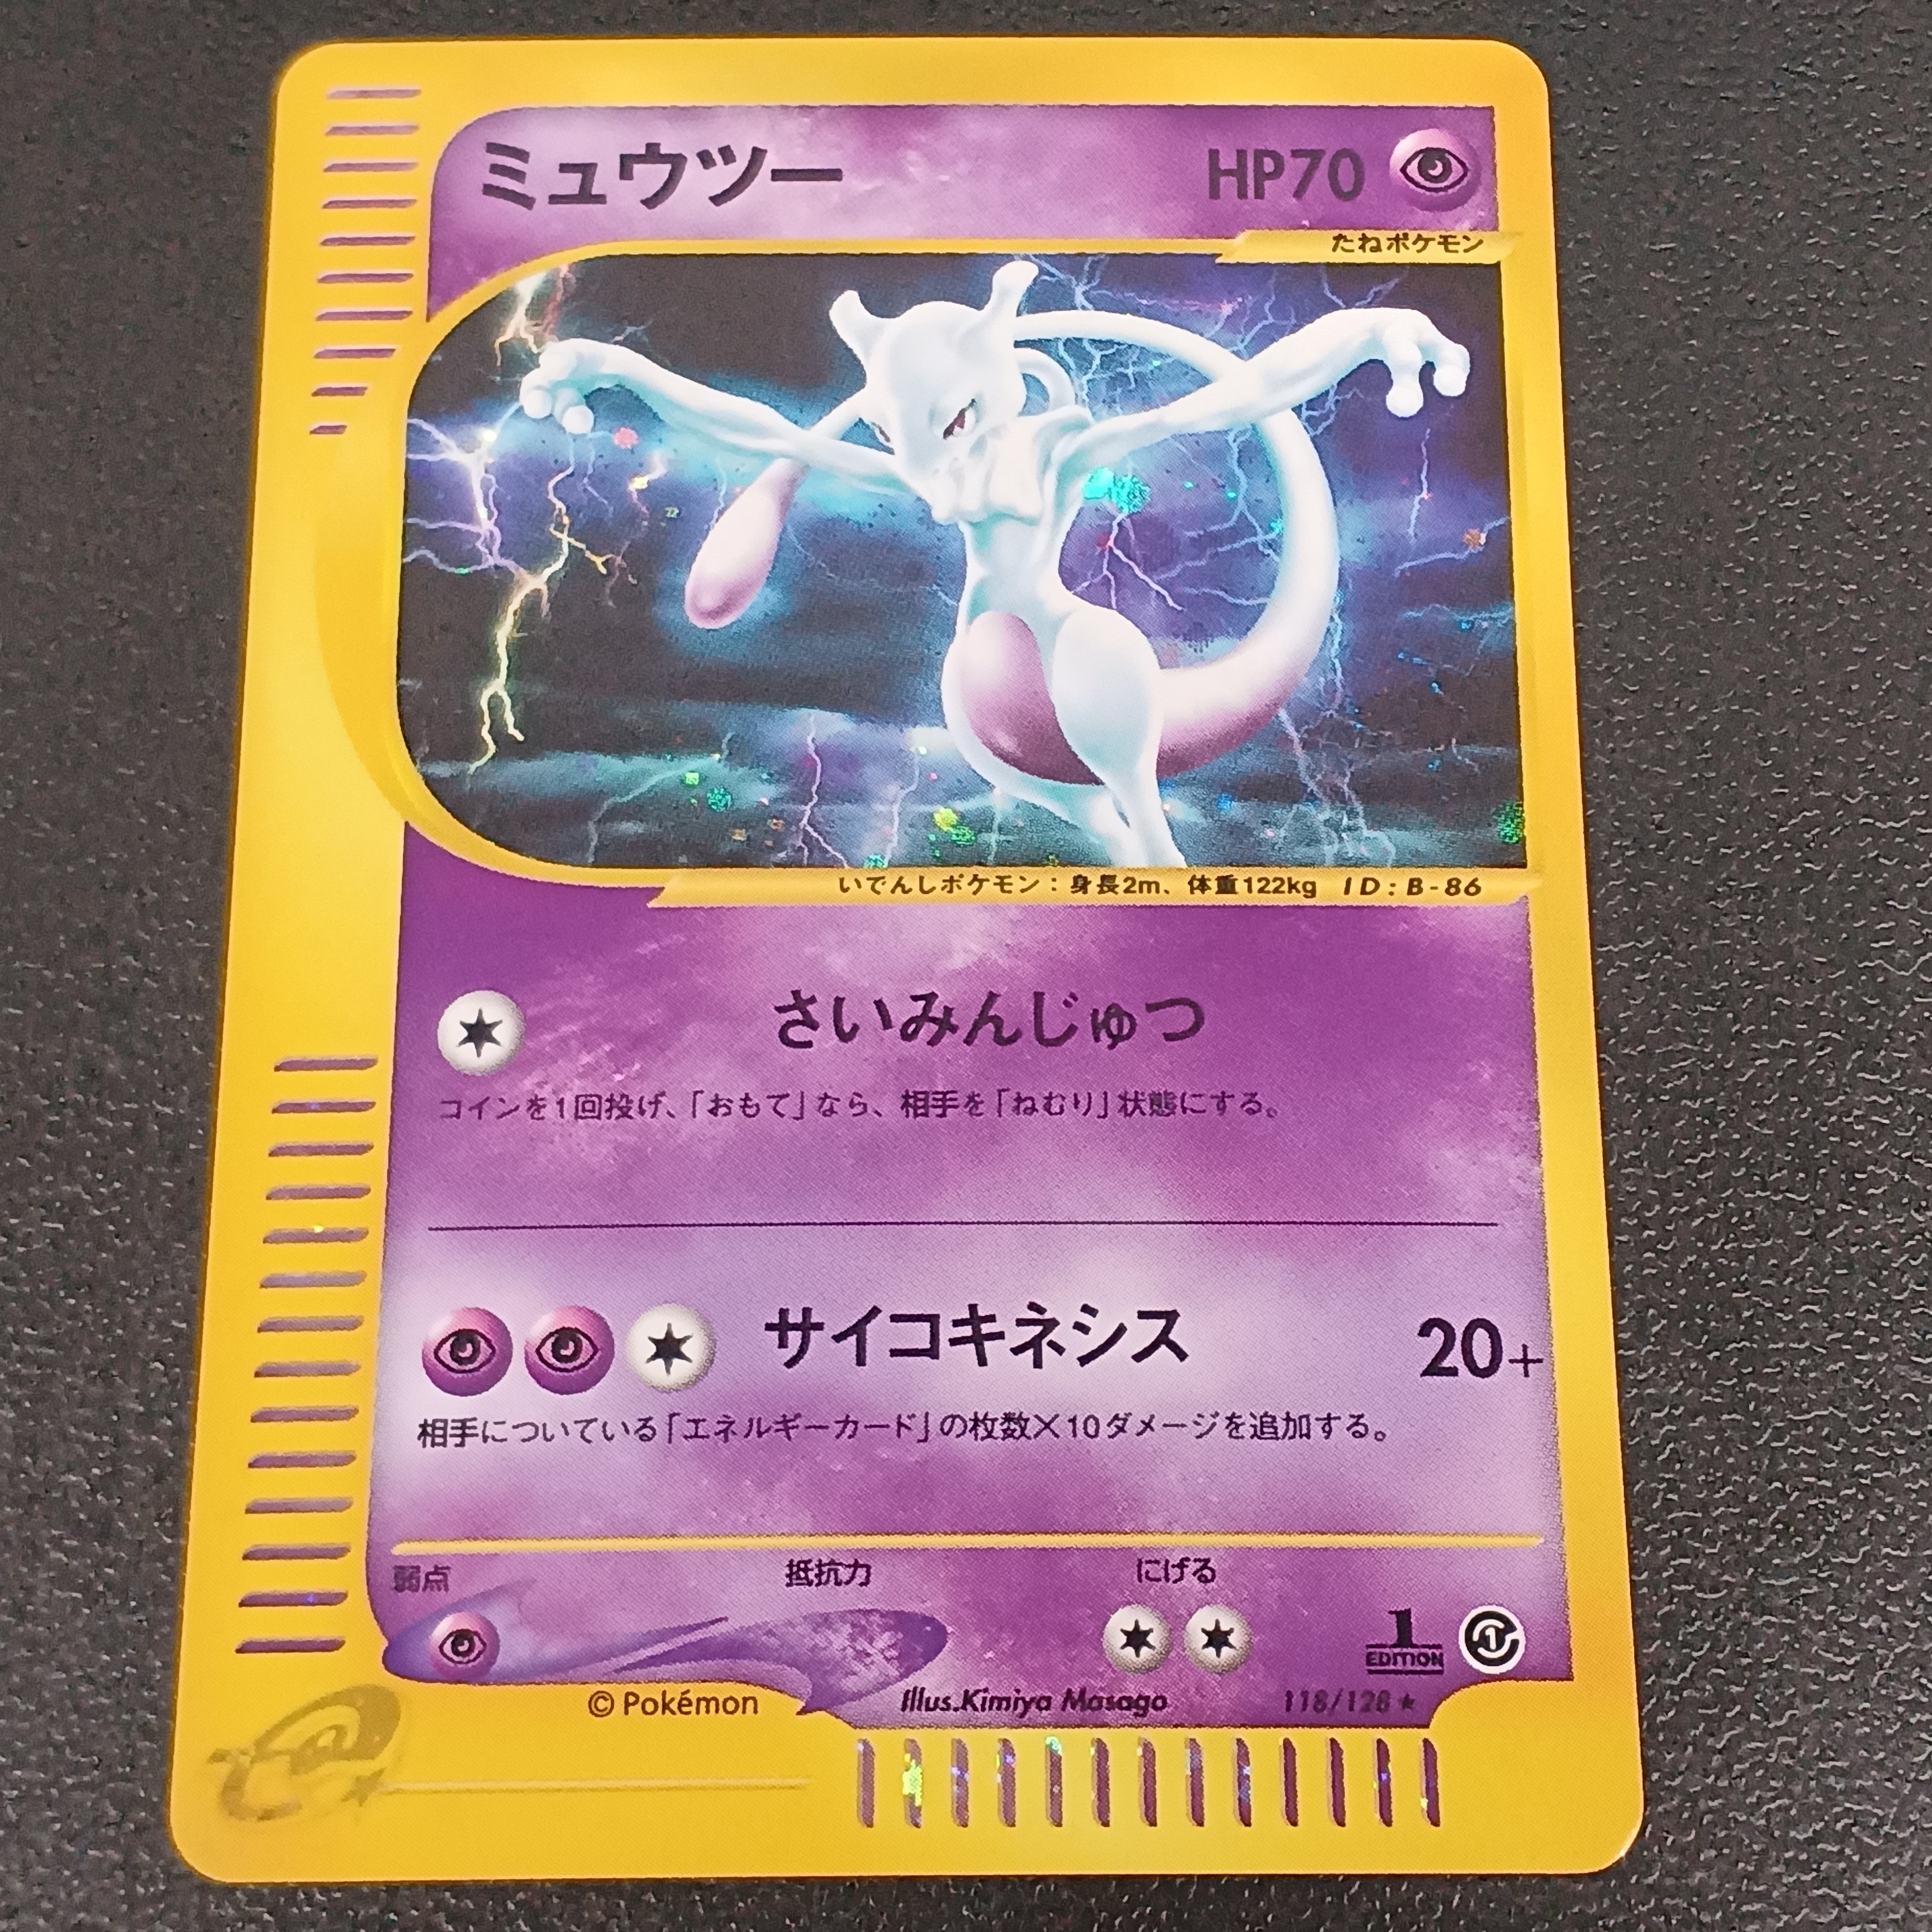 ミュウツー HP70
たねポケモン
いでんしポケモン：身長2m、体重122kg ID:B-86
さいみんじゅつ
コインを1回投げ、「おもて」なら、相手を「ねむり」状態にする。
サイコキネシス 20+
相手についている「エネルギーカード」の枚数×10ダメージを追加する。
弱点 抵抗力 にげる
1
EDITION
© Pokémon Illus.Kimiya Masago 118/128 ★